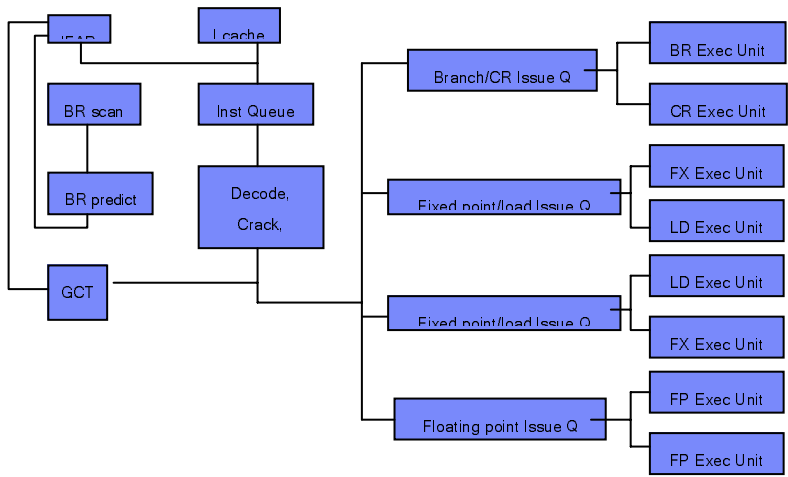 IFAR
I cache
BR scan
Inst Queue
BR predict
Decode,
Crack,
GCT
Branch/CR Issue Q
Fixed point/load Issue Q
Fixed point/load Issue Q
Floating point Issue Q
BR Exec Unit
CR Exec Unit
FX Exec Unit
LD Exec Unit
LD Exec Unit
FX Exec Unit
FP Exec Unit
FP Exec Unit